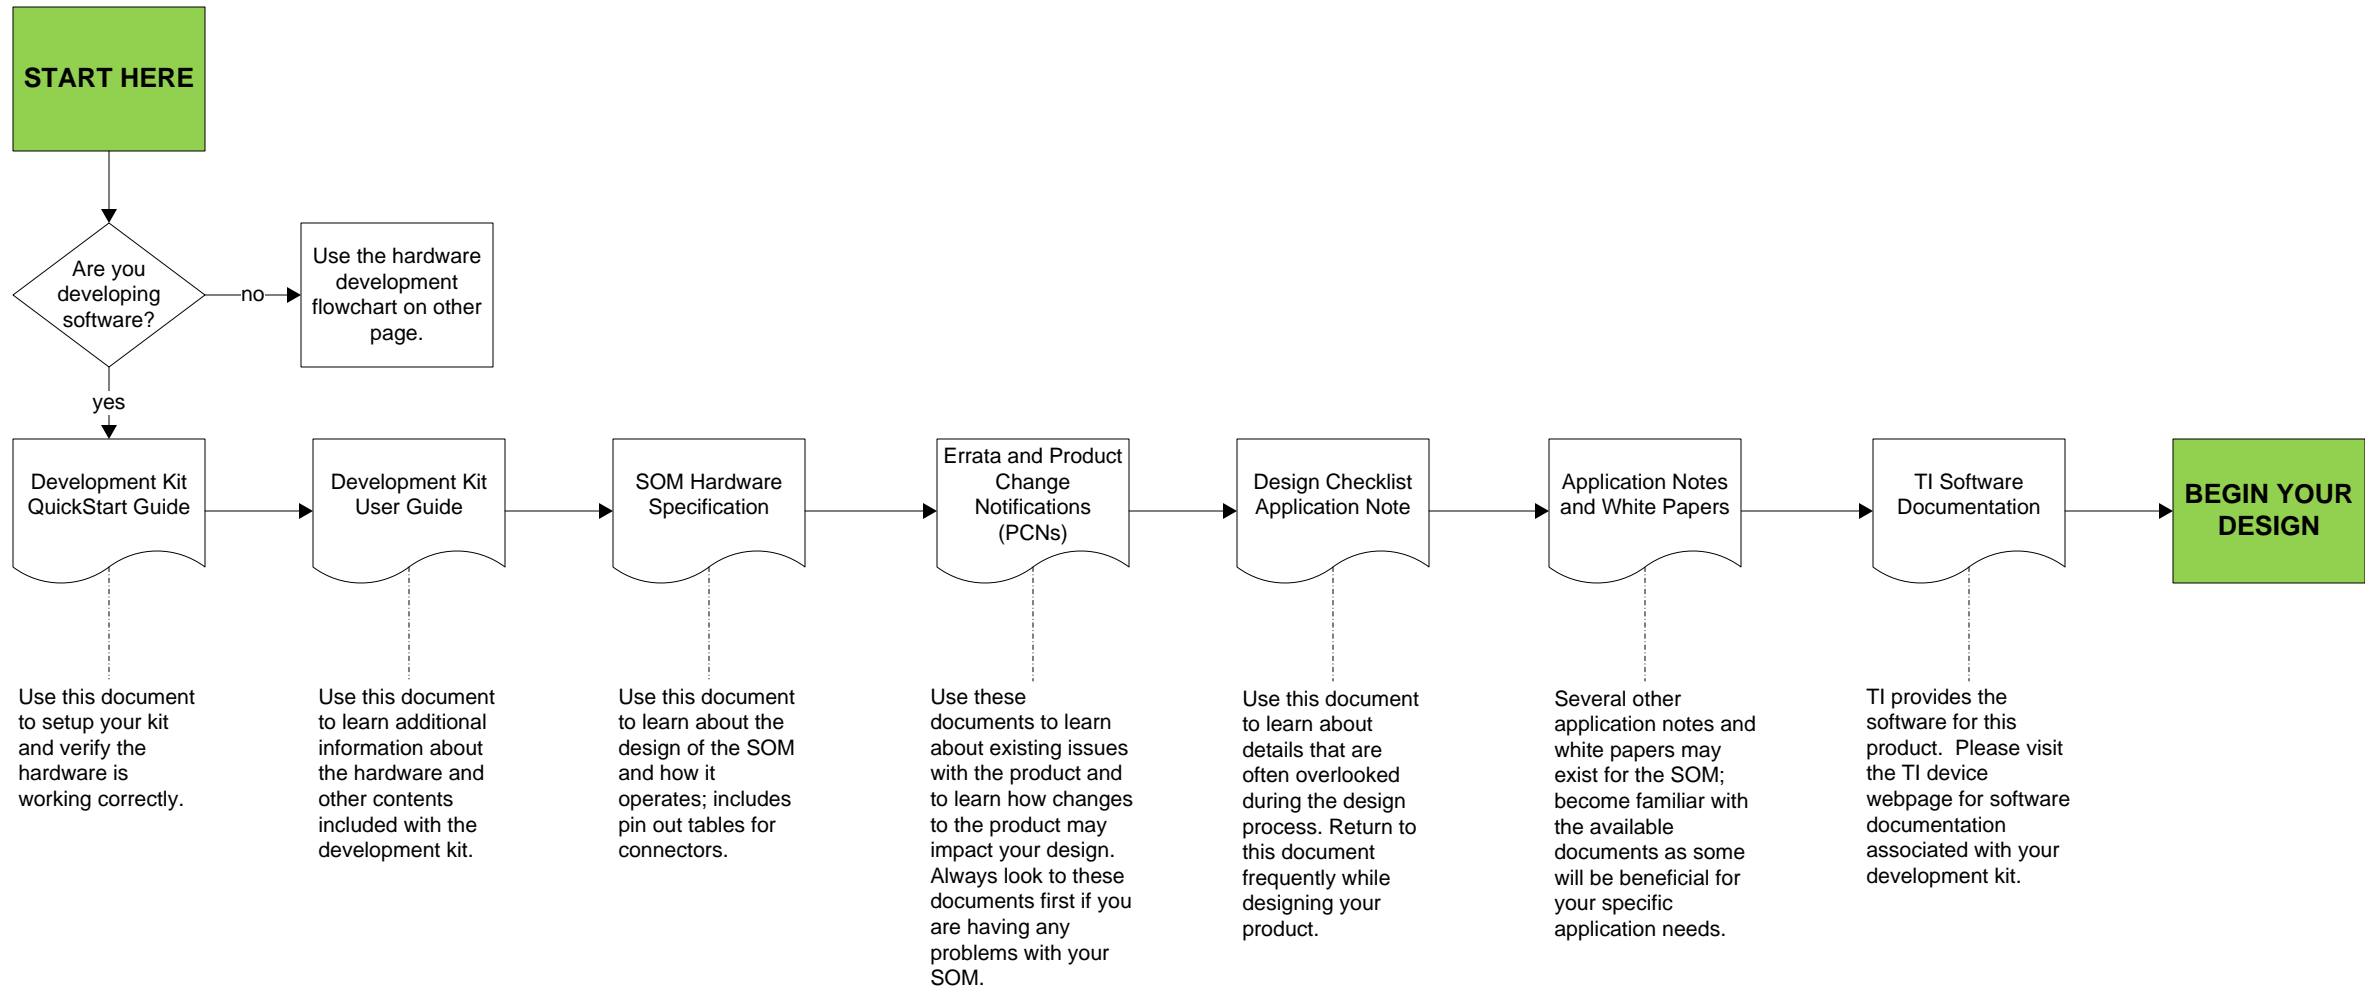 START HERE
Are you
developing
software?
no
Use the hardware
development
flowchart on other
page.
yes
Development Kit
QuickStart Guide
Development Kit
User Guide
SOM Hardware
Specification
Errata and Product
Change
Notifications
(PCNs)
Design Checklist
Application Note
Application Notes
and White Papers
TI Software
Documentation
BEGIN YOUR
DESIGN
Use this document
to setup your kit
and verify the
hardware is
working correctly.
Use this document
to learn additional
information about
the hardware and
other contents
included with the
development kit.
Use this document
to learn about the
design of the SOM
and how it
operates; includes
pin out tables for
connectors.
Use these
documents to learn
about existing issues
with the product and
to learn how changes
to the product may
impact your design.
Always look to these
documents first if you
are having any
problems with your
SOM.
Use this document
to learn about
details that are
often overlooked
during the design
process. Return to
this document
frequently while
designing your
product.
Several other
application notes and
white papers may
exist for the SOM;
become familiar with
the available
documents as some
will be beneficial for
your specific
application needs.
TI provides the
software for this
product.  Please visit
the TI device
webpage for software
documentation
associated with your
development kit.